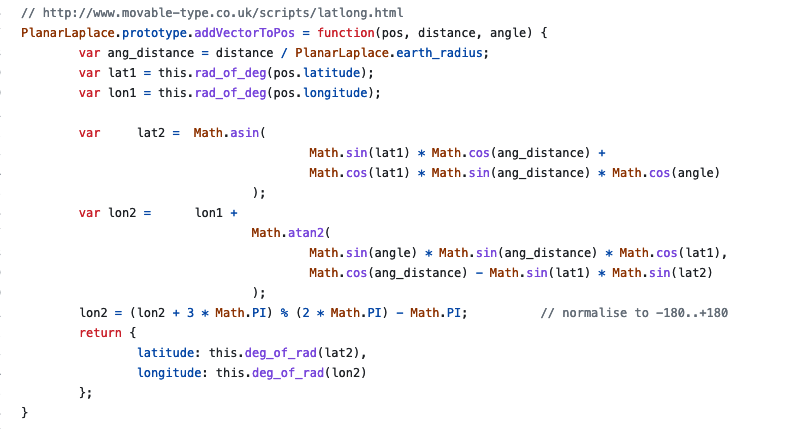 // http://www.movable-type.co.uk/scripts/latlong.html
PlanarLaplace.prototype.addVectorToPos = function(pos, distance, angle) {
        var ang_distance = distance / PlanarLaplace.earth_radius;
        var lat1 = this.rad_of_deg(pos.latitude);
        var lon1 = this.rad_of_deg(pos.longitude);

        var     lat2 =  Math.asin(
                                        Math.sin(lat1) * Math.cos(ang_distance) +
                                        Math.cos(lat1) * Math.sin(ang_distance) * Math.cos(angle)
                                );
        var lon2 =      lon1 +
                                Math.atan2(
                                        Math.sin(angle) * Math.sin(ang_distance) * Math.cos(lat1),
                                        Math.cos(ang_distance) - Math.sin(lat1) * Math.sin(lat2)
                                );
        lon2 = (lon2 + 3 * Math.PI) % (2 * Math.PI) - Math.PI;          // normalise to -180..+180
        return {
                latitude: this.deg_of_rad(lat2),
                longitude: this.deg_of_rad(lon2)
        };
}